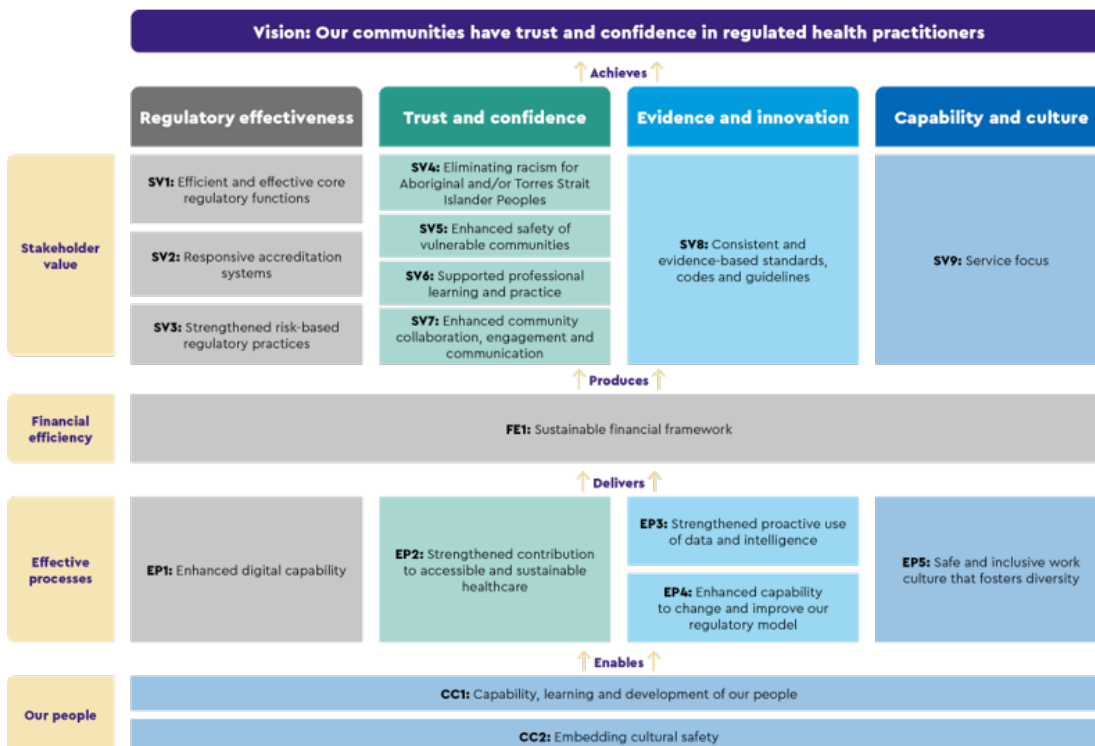 Vision: Our communities have trust and confidence in regulated health practitioners
Achieves
Regulatory effectiveness
Trust and confidence
Evidence and innovation
Capability and culture
Stakeholder
value
SV1: Efficient and effective core
regulatory functions
SV2: Responsive accreditation
systems
SV3: Strengthened risk-based
regulatory practices
SV4: Eliminating racism for
Aboriginal and/or Torres Strait
Islander Peoples
SV5: Enhanced safety of
vulnerable communities
SV6: Supported professional
learning and practice
SV7: Enhanced community
collaboration, engagement and
communication
SV8: Consistent and
evidence-based standards,
codes and guidelines
SV9: Service focus
Produces
Financial
efficiency
FE1: Sustainable financial framework
Delivers
Effective
processes
EP1: Enhanced digital capability
EP2: Strengthened contribution
to accessible and sustainable
healthcare
EP3: Strengthened proactive use
of data and intelligence
EP4: Enhanced capability
to change and improve our
regulatory model
EP5: Safe and inclusive work
culture that fosters diversity
Enables
Our people
CC1: Capability, learning and development of our people
CC2: Embedding cultural safety